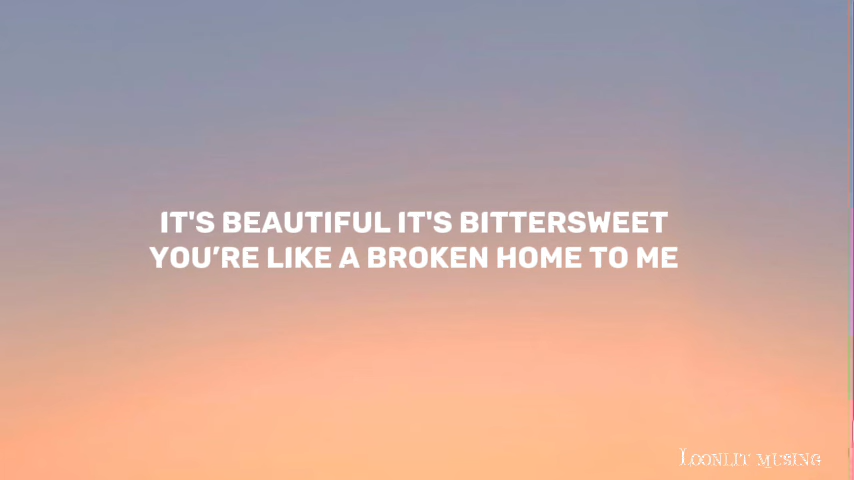 IT'S BEAUTIFUL IT'S BITTERSWEET
YOU’RE LIKE A BROKEN HOME TO ME
LOONLIT MUSING